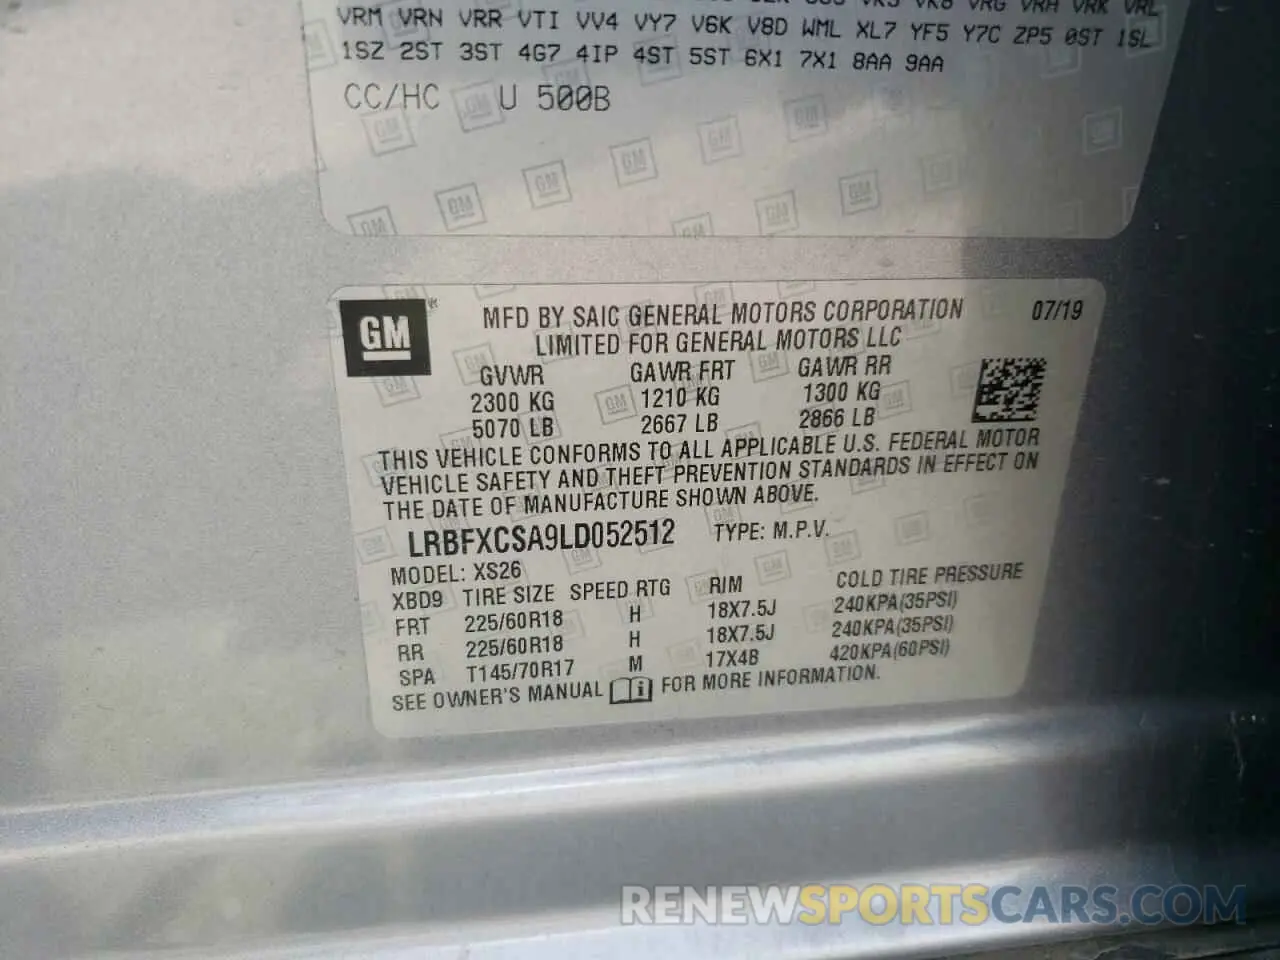 VRM VRN VRR VTI VV4 VY7 V6K V8D WML XL7 YF5 Y7C ZP5 0ST 1SL
1SZ 2ST 3ST 4G7 4IP 4ST 5ST 6X1 7X1 8AA 9AA
CC/HC U 500B
GM
MFD BY SAIC GENERAL MOTORS CORPORATION 07/19
LIMITED FOR GENERAL MOTORS LLC
GVWR GAWR FRT GAWR RR
2300 KG 1210 KG 1300 KG
5070 LB 2667 LB 2866 LB
THIS VEHICLE CONFORMS TO ALL APPLICABLE U.S. FEDERAL MOTOR
VEHICLE SAFETY AND THEFT PREVENTION STANDARDS IN EFFECT ON
THE DATE OF MANUFACTURE SHOWN ABOVE.
LRBFXCSA9LD052512 TYPE: M.P.V.
MODEL: XS26
XBD9 TIRE SIZE SPEED RTG RIM COLD TIRE PRESSURE
FRT 225/60R18 H 18X7.5J 240KPA(35PSI)
RR 225/60R18 H 18X7.5J 240KPA(35PSI)
SPA T145/70R17 M 17X4B 420KPA(60PSI)
SEE OWNER'S MANUAL FOR MORE INFORMATION.
RENEWSPORTSCARS.COM